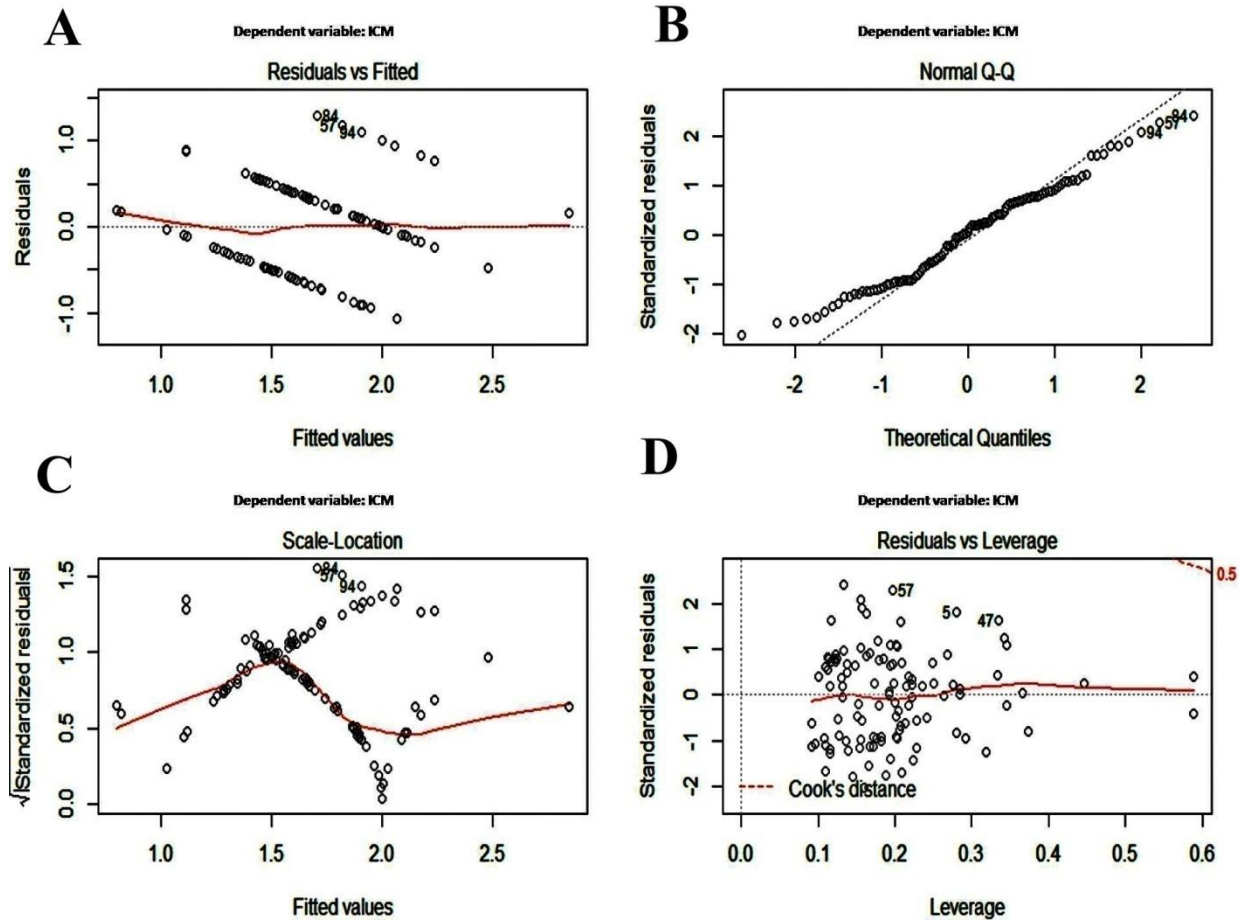 A
Dependent variable: ICM
Residuals vs Fitted
Residuals
1.0
0.0
-1.0
84
57
94
1.0 1.5 2.0 2.5
Fitted values
B
Dependent variable: ICM
Normal Q-Q
Standardized residuals
2
1
0
-1
-2
84
57
94
-2 -1 0 1 2
Theoretical Quantiles
C
Dependent variable: ICM
Scale-Location
√|Standardized residuals|
1.5
1.0
0.5
0.0
84
57
94
1.0 1.5 2.0 2.5
Fitted values
D
Dependent variable: ICM
Residuals vs Leverage
Standardized residuals
2
1
0
-1
-2
57
5
47
0.5
Cook's distance
0.0 0.1 0.2 0.3 0.4 0.5 0.6
Leverage